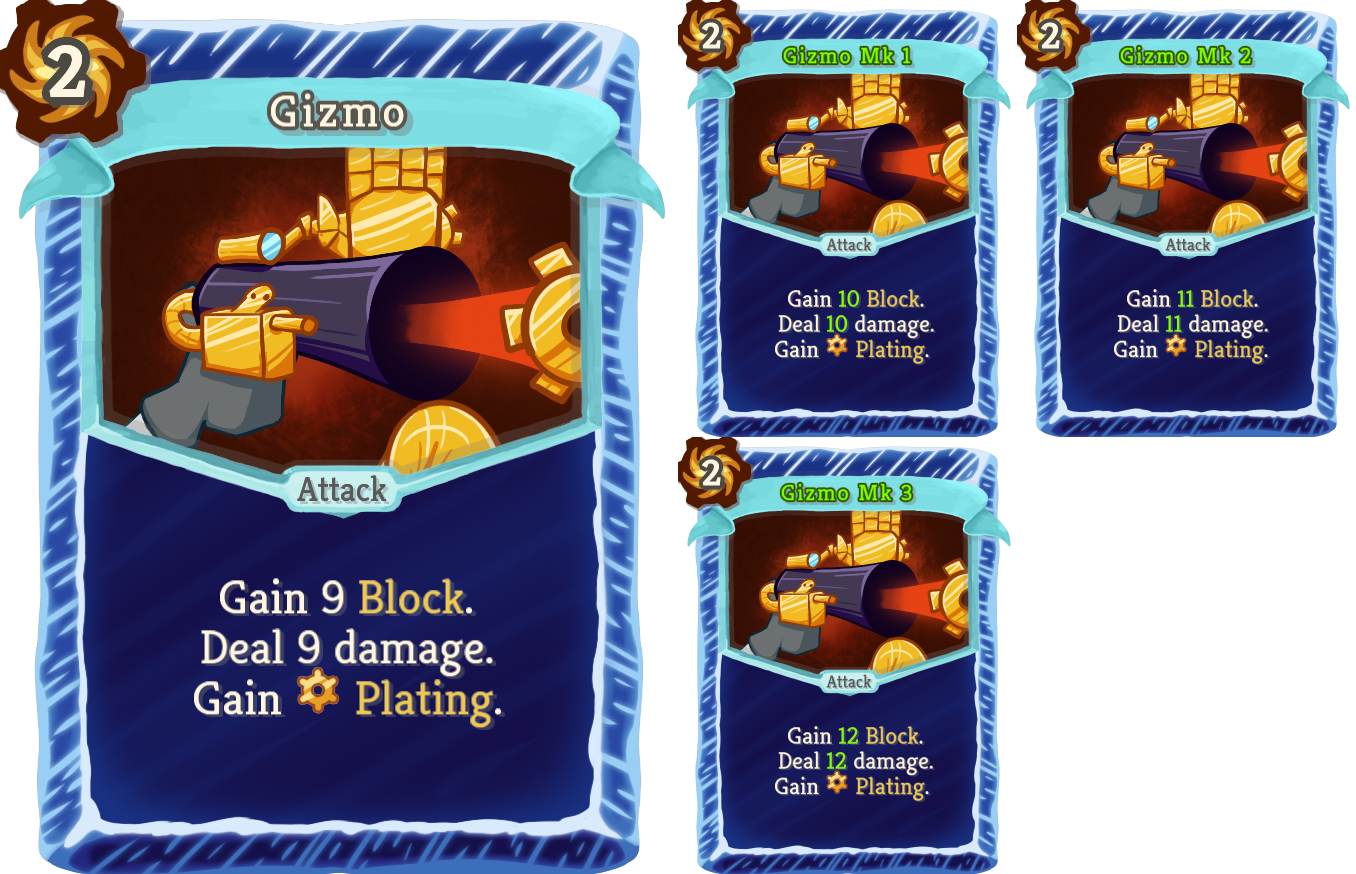 2
Gizmo
Attack
Gain 9 Block.
Deal 9 damage.
Gain Plating.
2
Gizmo Mk 1
Attack
Gain 10 Block.
Deal 10 damage.
Gain Plating.
2
Gizmo Mk 2
Attack
Gain 11 Block.
Deal 11 damage.
Gain Plating.
2
Gizmo Mk 3
Attack
Gain 12 Block.
Deal 12 damage.
Gain Plating.